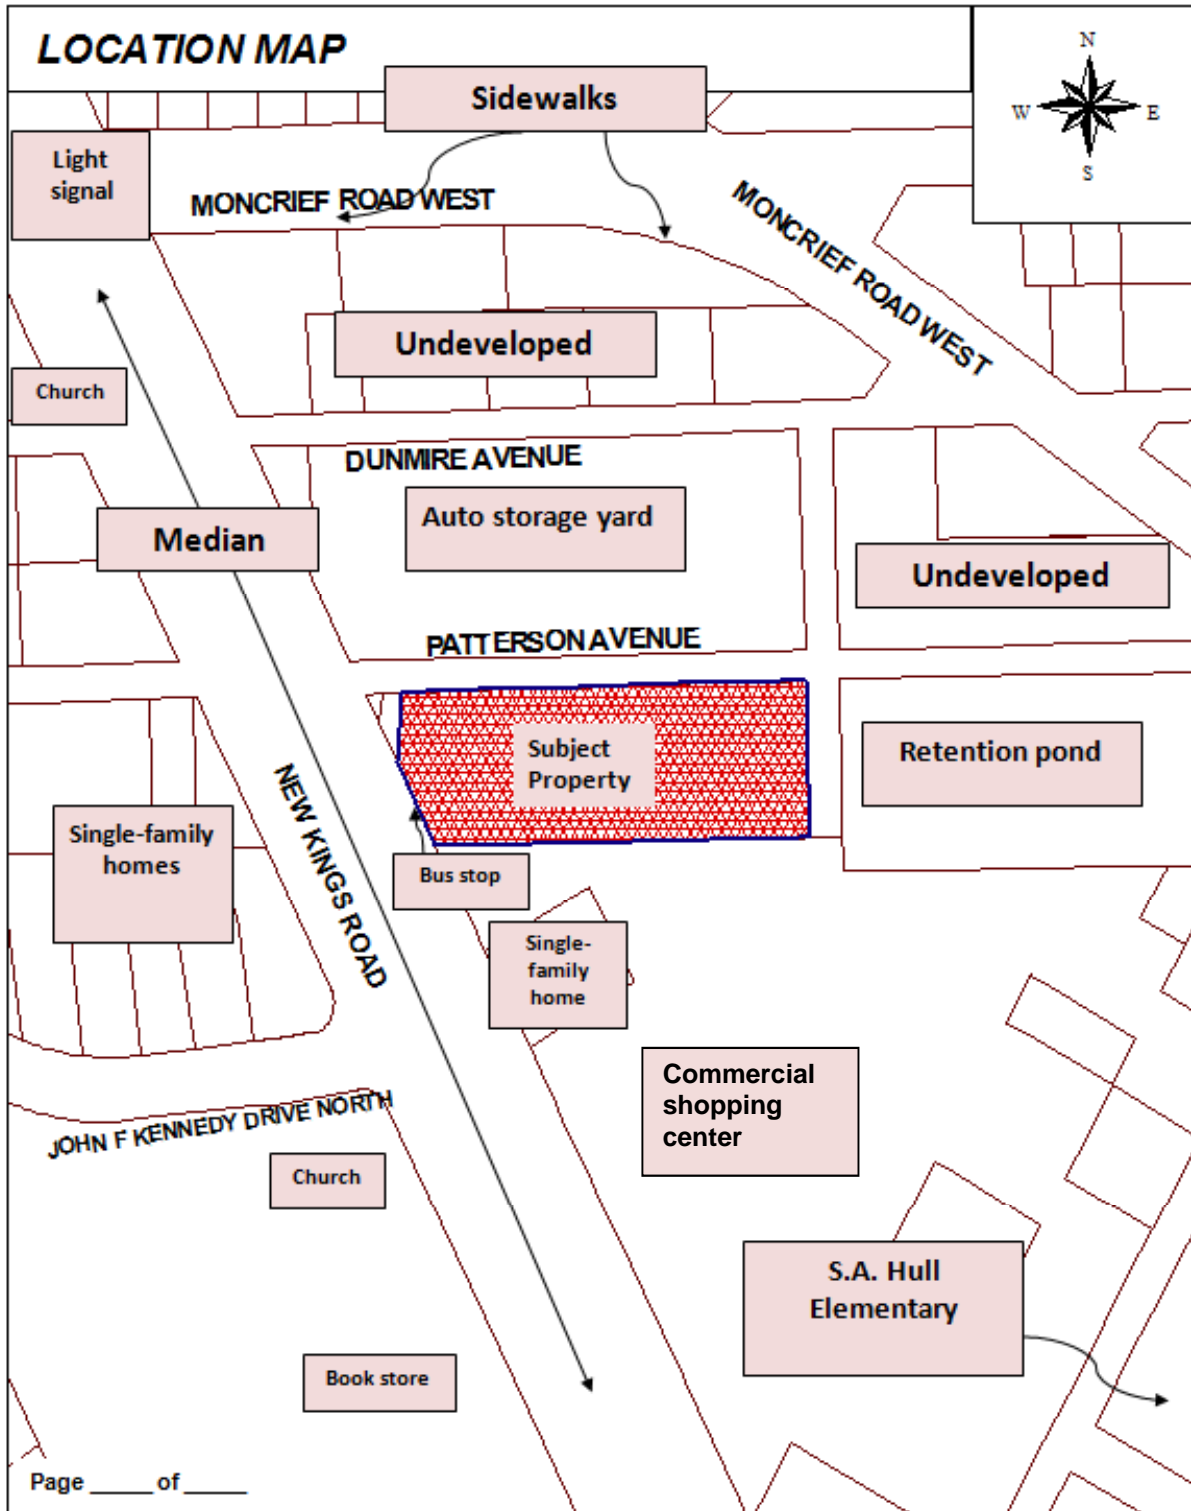 LOCATION MAP
N
W
E
S
Sidewalks
Light
signal
MONCRIEF ROAD WEST
MONCRIEF ROAD WEST
Undeveloped
Church
DUNMIRE AVENUE
Auto storage yard
Median
Undeveloped
PATTERSON AVENUE
Subject
Property
Retention pond
NEW KINGS ROAD
Single-family
homes
Bus stop
Single-
family
home
Commercial
shopping
center
JOHN F KENNEDY DRIVE NORTH
Church
S.A. Hull
Elementary
Book store
Page _____ of _____